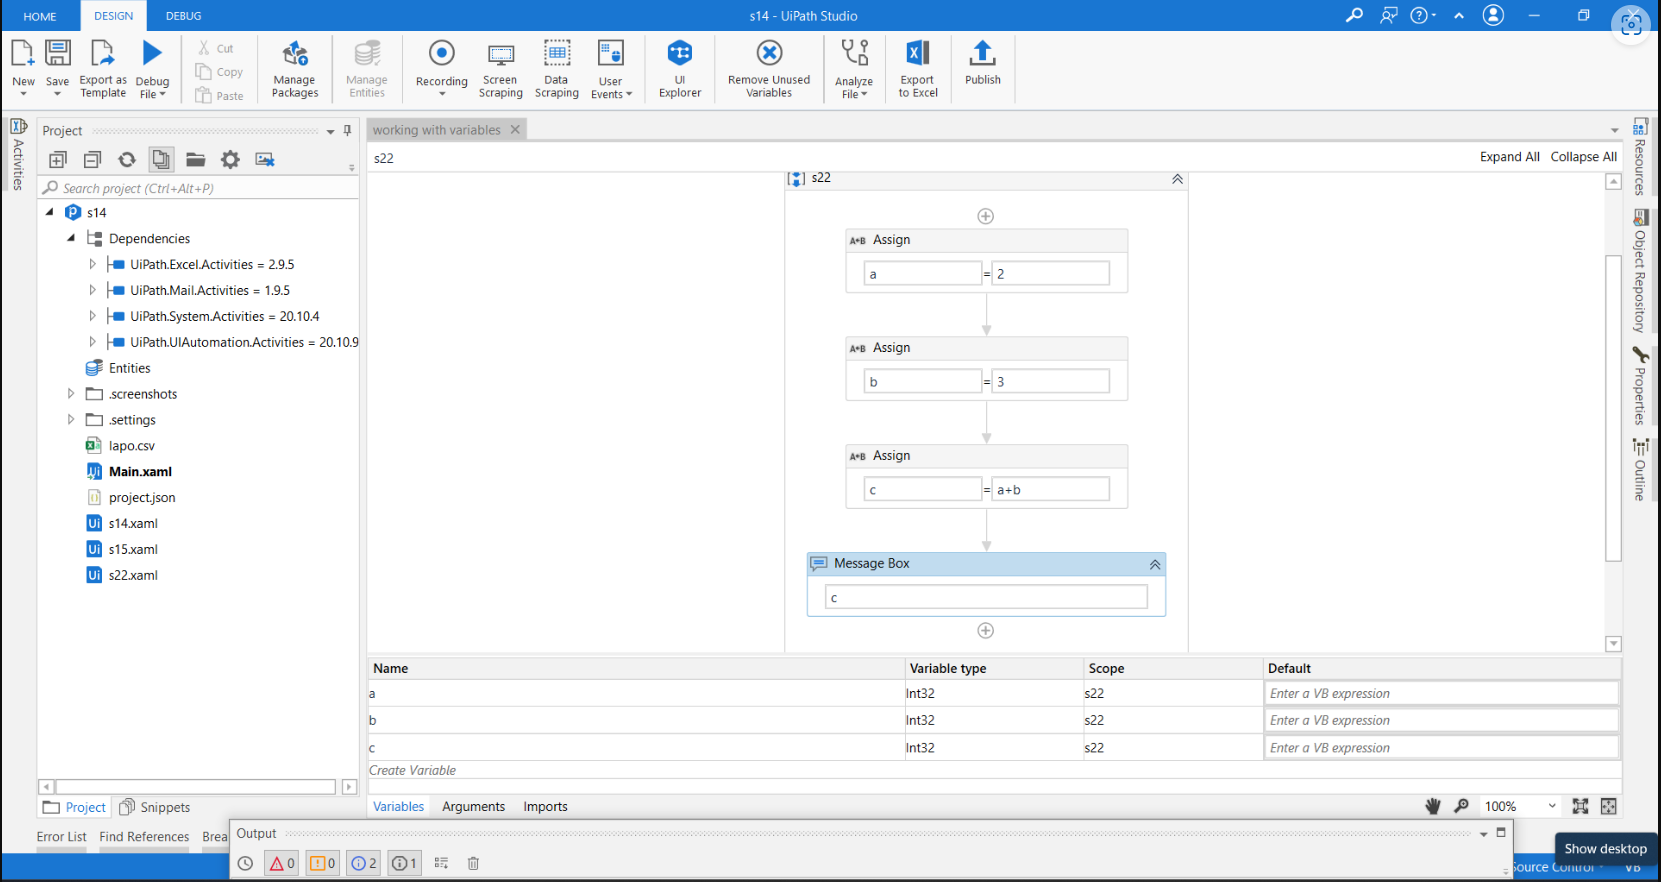 HOME DESIGN DEBUG s14 - UiPath Studio
New Save Export as Template Debug File Cut Copy Paste Manage Packages Manage Entities Recording Screen Scraping Data Scraping User Events UI Explorer Remove Unused Variables Analyze File Export to Excel Publish
Activities
Project
Search project (Ctrl+Alt+P)
s14
Dependencies
UiPath.Excel.Activities = 2.9.5
UiPath.Mail.Activities = 1.9.5
UiPath.System.Activities = 20.10.4
UiPath.UIAutomation.Activities = 20.10.9
Entities
.screenshots
.settings
lapo.csv
Main.xaml
project.json
s14.xaml
s15.xaml
s22.xaml
Project Snippets
working with variables
s22 Expand All Collapse All
s22
A+B Assign
a = 2
A+B Assign
b = 3
A+B Assign
c = a+b
Message Box
c
Name Variable type Scope Default
a Int32 s22 Enter a VB expression
b Int32 s22 Enter a VB expression
c Int32 s22 Enter a VB expression
Create Variable
Variables Arguments Imports 100%
Resources
Object Repository
Properties
Outline
Error List Find References Brea
Output
0 0 2 1
Show desktop
Source Control VB